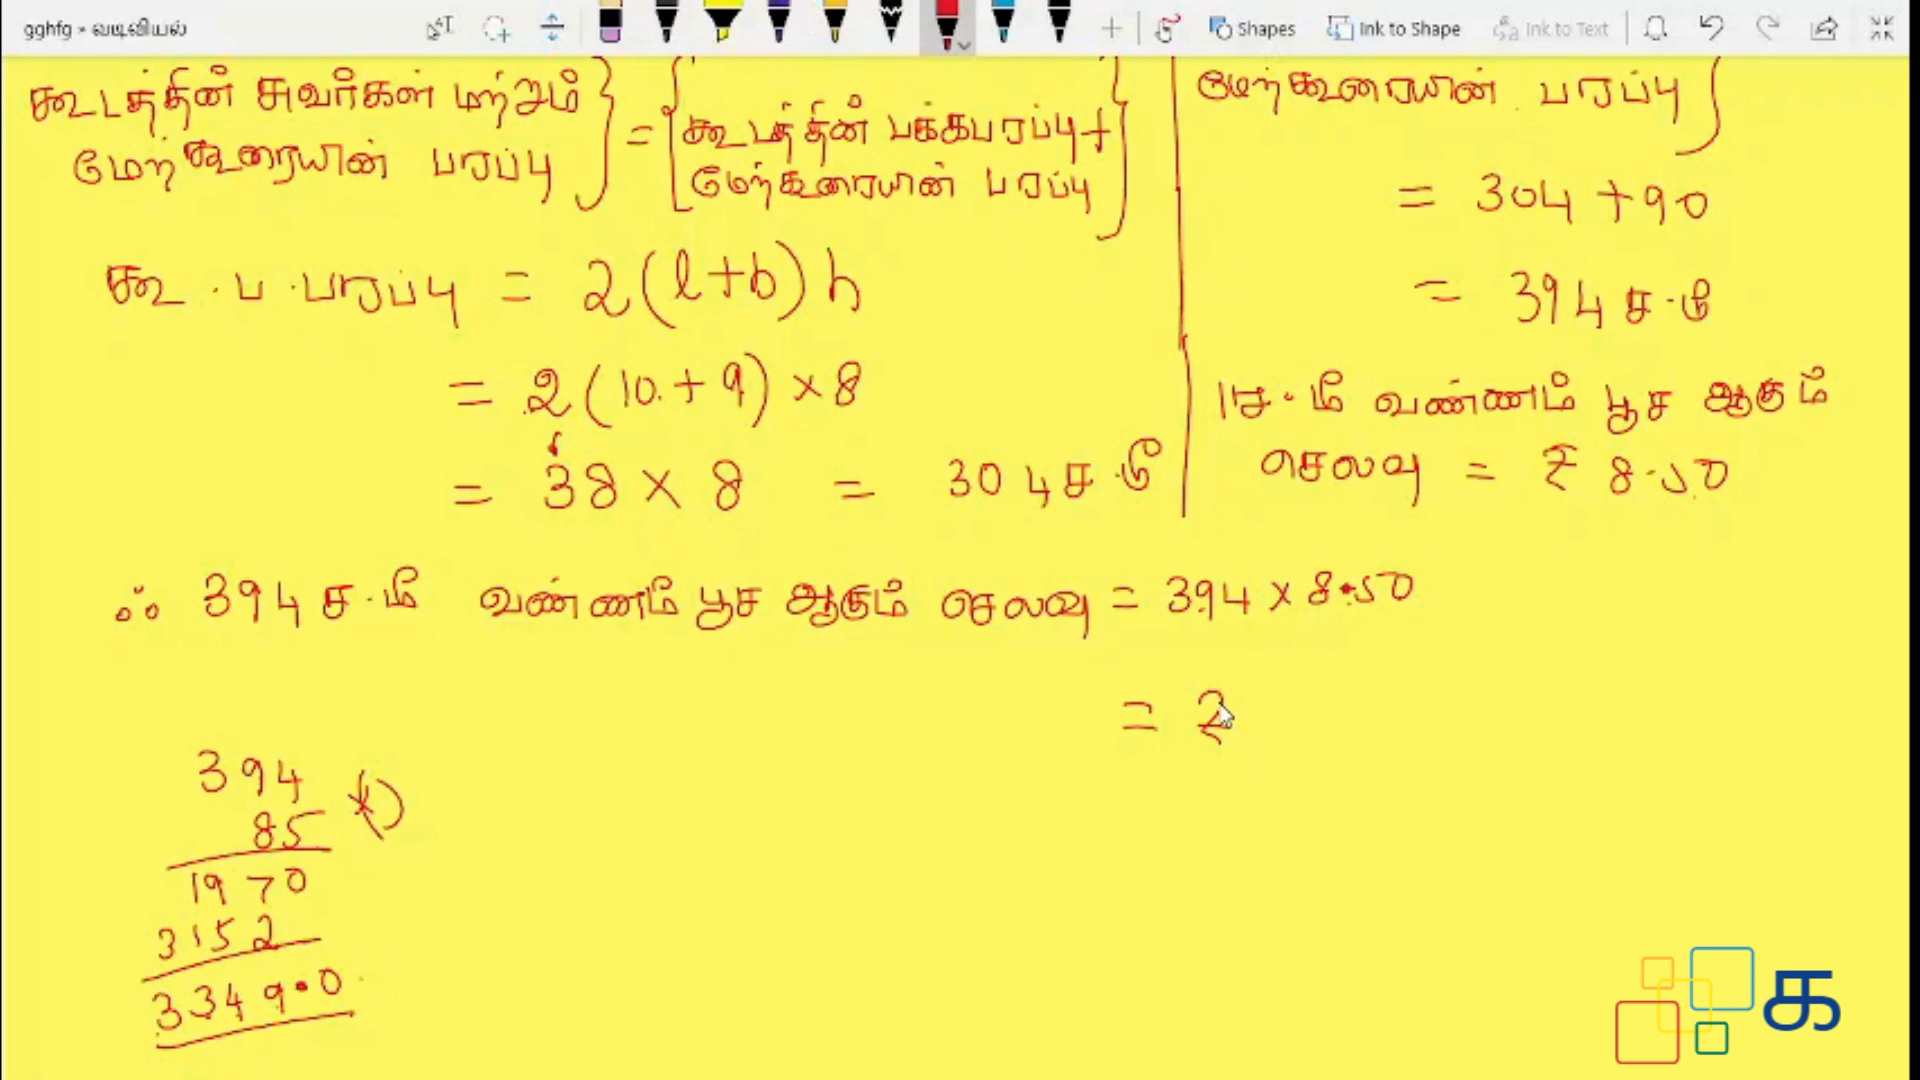 gghfg - வடிவியல்
Shapes Ink to Shape Ink to Text
கூடத்தின் சுவர்கள் மற்றும்
மேற்கூரையின் பரப்பு
= கூடத்தின் பக்கபரப்பு +
மேற்கூரையின் பரப்பு
கூ.ப.பரப்பு = 2(l+b)h
= 2(10+9)×8
= 38 × 8 = 304 ச.மீ
மேற்கூரையின் பரப்பு
= 304 + 90
= 394 ச.மீ
1 ச.மீ வண்ணம் பூச ஆகும்
செலவு = ₹ 8.50
∴ 394 ச.மீ வண்ணம் பூச ஆகும் செலவு = 394 × 8.50
= ₹
394
85 (×)
1970
3152
3349.0
க